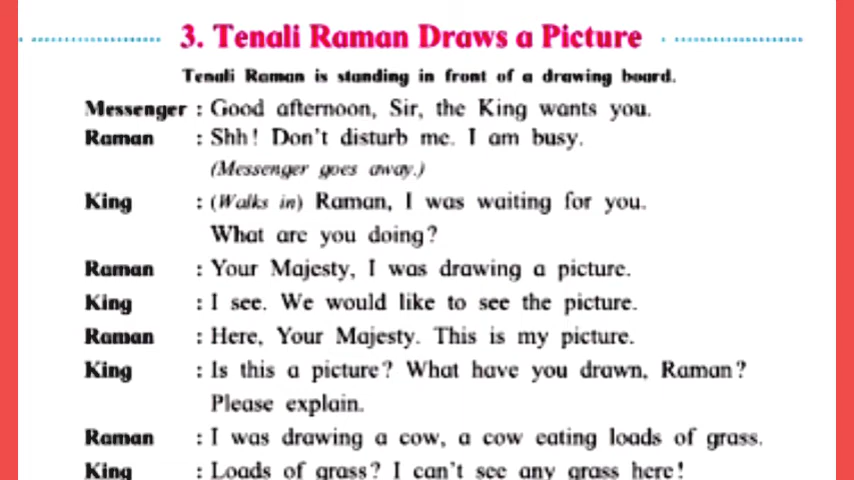 3. Tenali Raman Draws a Picture
Tenali Raman is standing in front of a drawing board.
Messenger : Good afternoon, Sir, the King wants you.
Raman : Shh! Don't disturb me. I am busy.
(Messenger goes away.)
King : (Walks in) Raman, I was waiting for you.
What are you doing?
Raman : Your Majesty, I was drawing a picture.
King : I see. We would like to see the picture.
Raman : Here, Your Majesty. This is my picture.
King : Is this a picture? What have you drawn, Raman?
Please explain.
Raman : I was drawing a cow, a cow eating loads of grass.
King : Loads of grass? I can't see any grass here!